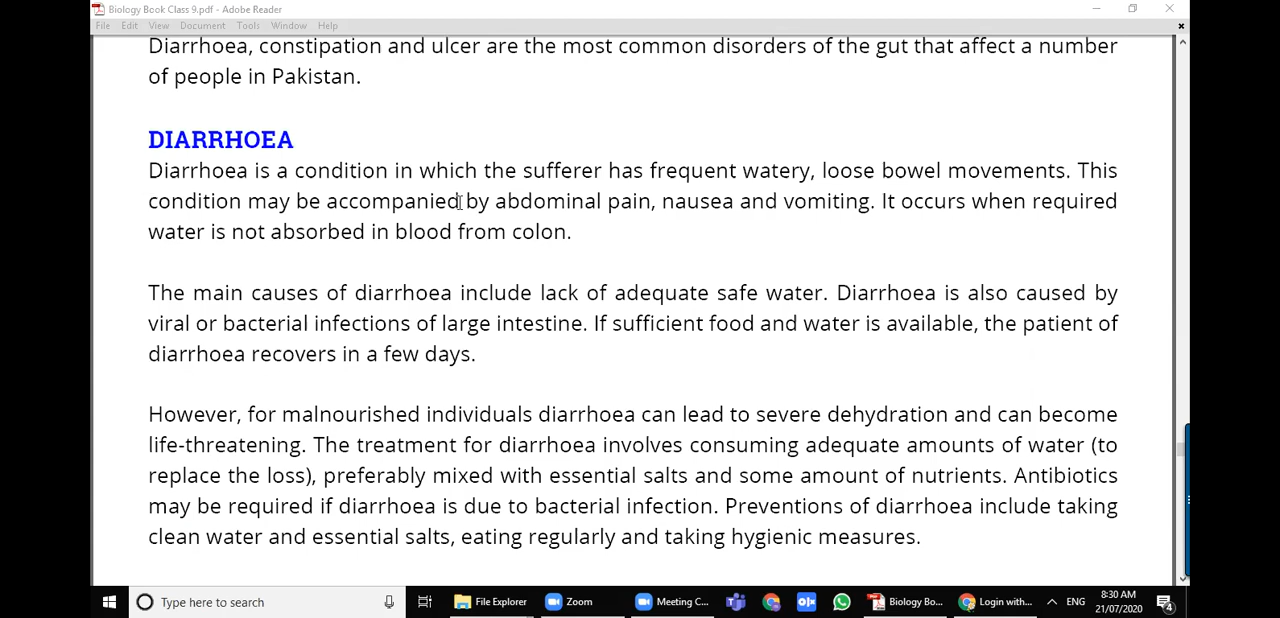 Biology Book Class 9.pdf - Adobe Reader
File Edit View Document Tools Window Help
Diarrhoea, constipation and ulcer are the most common disorders of the gut that affect a number
of people in Pakistan.
DIARRHOEA
Diarrhoea is a condition in which the sufferer has frequent watery, loose bowel movements. This
condition may be accompanied by abdominal pain, nausea and vomiting. It occurs when required
water is not absorbed in blood from colon.
The main causes of diarrhoea include lack of adequate safe water. Diarrhoea is also caused by
viral or bacterial infections of large intestine. If sufficient food and water is available, the patient of
diarrhoea recovers in a few days.
However, for malnourished individuals diarrhoea can lead to severe dehydration and can become
life-threatening. The treatment for diarrhoea involves consuming adequate amounts of water (to
replace the loss), preferably mixed with essential salts and some amount of nutrients. Antibiotics
may be required if diarrhoea is due to bacterial infection. Preventions of diarrhoea include taking
clean water and essential salts, eating regularly and taking hygienic measures.
Type here to search File Explorer Zoom Meeting C... Biology Bo... Login with... ENG 8:30 AM
21/07/2020 4